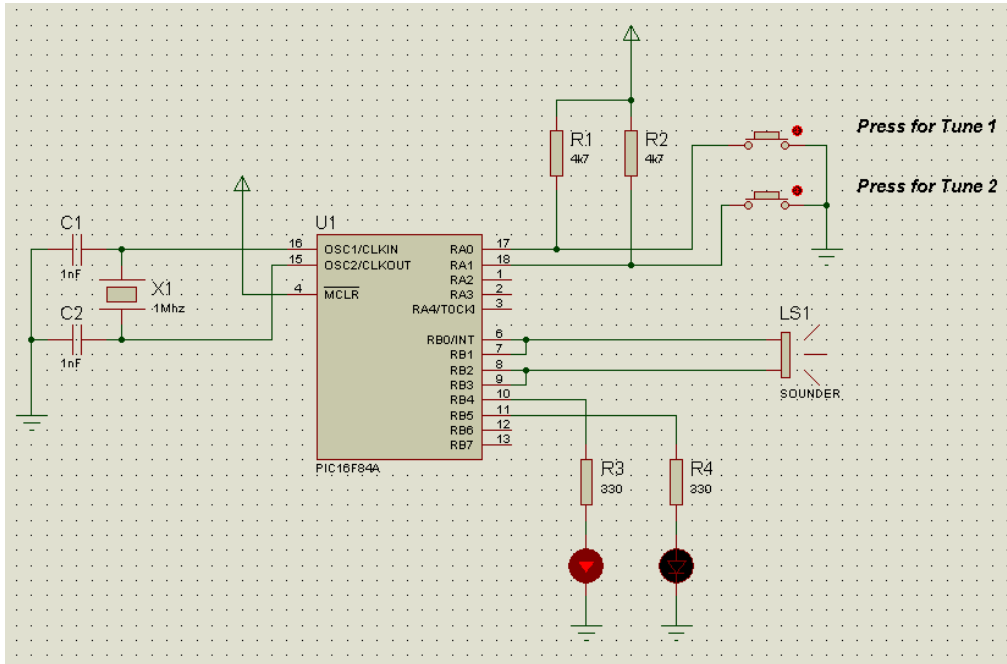 R1
4k7
R2
4k7
Press for Tune 1
Press for Tune 2
C1
1nF
X1
1Mhz
C2
1nF
U1
16 OSC1/CLKIN RA0 17
15 OSC2/CLKOUT RA1 18
RA2 1
4 MCLR RA3 2
RA4/TOCKI 3
RB0/INT 6
RB1 7
RB2 8
RB3 9
RB4 10
RB5 11
RB6 12
RB7 13
PIC16F84A
LS1
SOUNDER
R3
330
R4
330